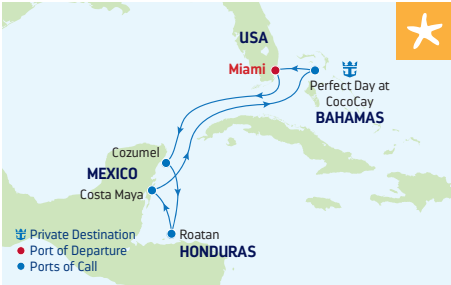 USA
Miami
Perfect Day at
CocoCay
BAHAMAS
Cozumel
MEXICO
Costa Maya
Roatan
HONDURAS
Private Destination
Port of Departure
Ports of Call